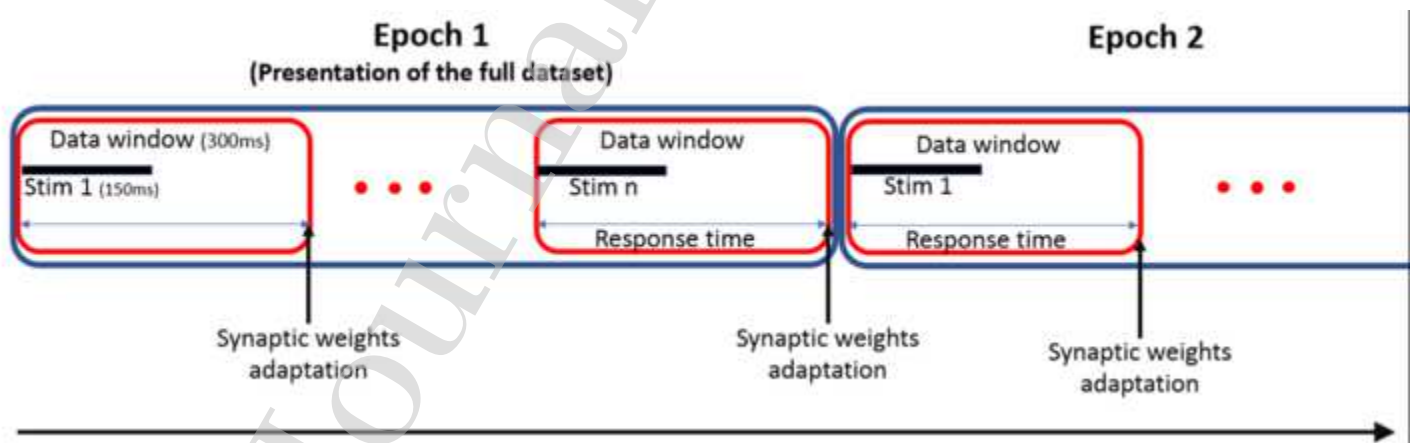 Epoch 1
(Presentation of the full dataset)
Epoch 2
Data window (300ms)
Stim 1 (150ms)
Data window
Stim n
Response time
Data window
Stim 1
Response time
Synaptic weights
adaptation
Synaptic weights
adaptation
Synaptic weights
adaptation
Journal